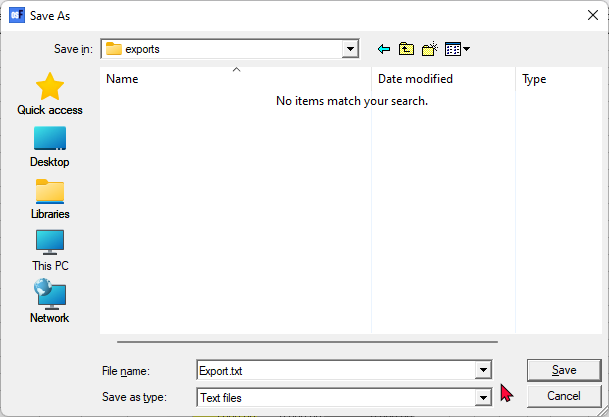 Save As
Save in: exports
Name Date modified Type
No items match your search.
Quick access
Desktop
Libraries
This PC
Network
File name: Export.txt Save
Save as type: Text files Cancel